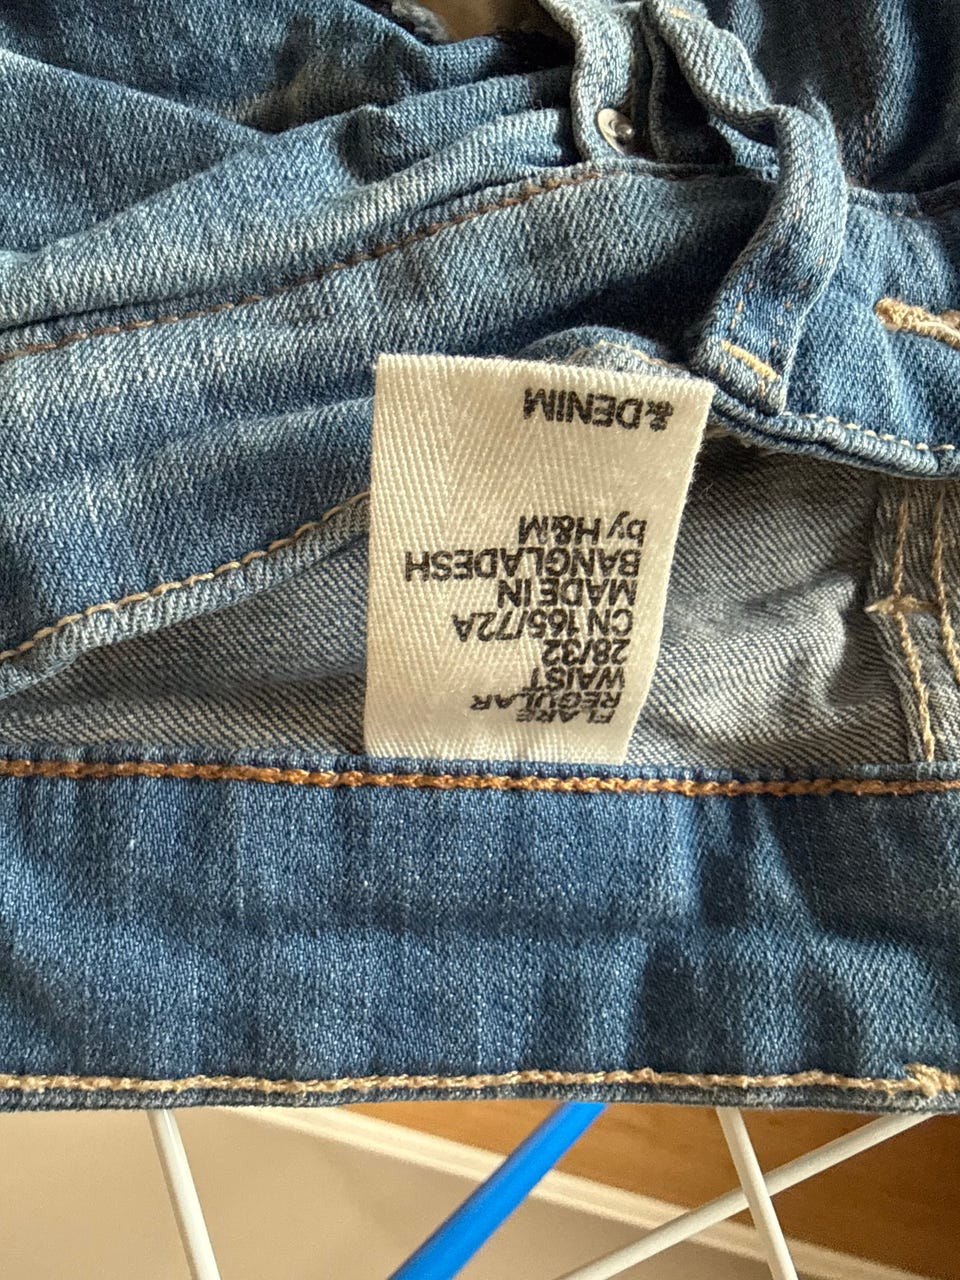 & DENIM
by H&M
BANGLADESH
MADE IN
CN 165/72A
28/32
WAIST
REGULAR
FLARE